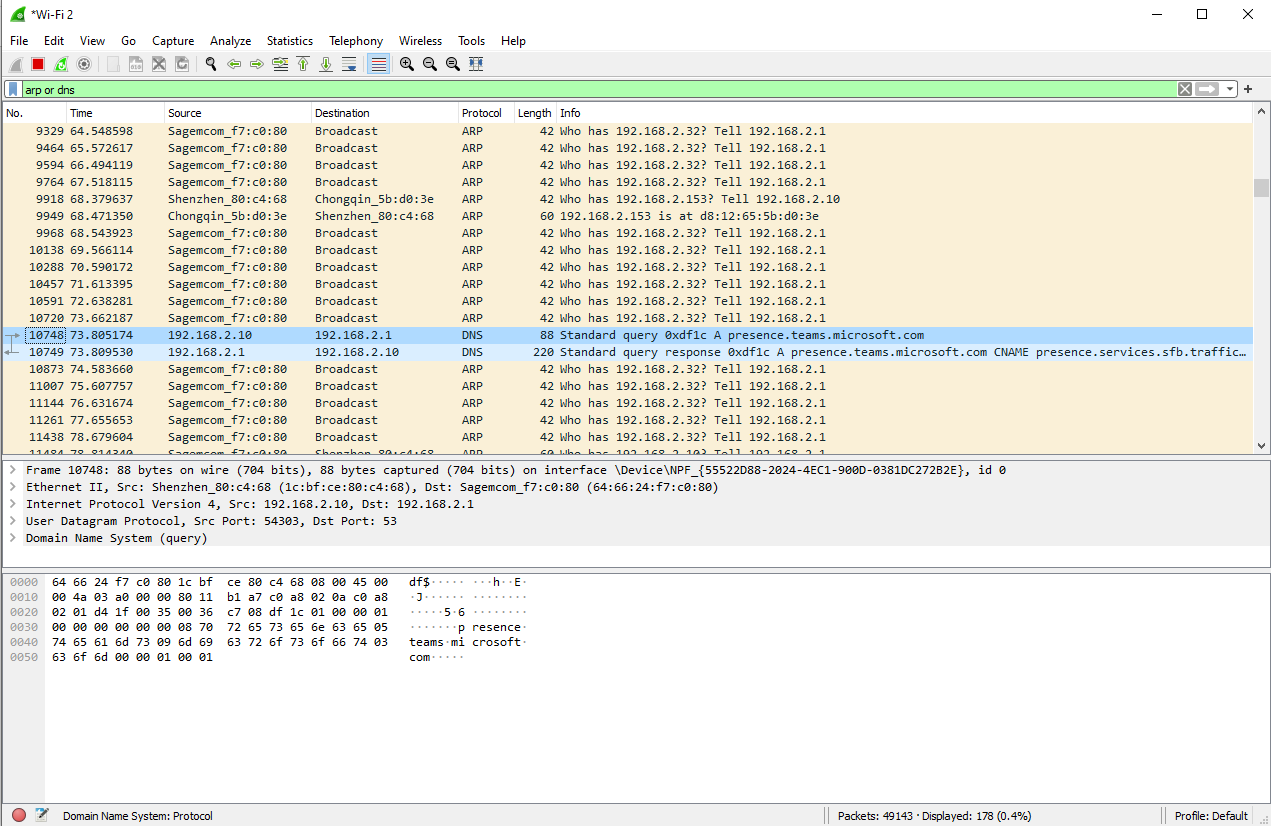 *Wi-Fi 2
File Edit View Go Capture Analyze Statistics Telephony Wireless Tools Help
arp or dns
No. Time Source Destination Protocol Length Info
9329 64.548598 Sagemcom_f7:c0:80 Broadcast ARP 42 Who has 192.168.2.32? Tell 192.168.2.1
9464 65.572617 Sagemcom_f7:c0:80 Broadcast ARP 42 Who has 192.168.2.32? Tell 192.168.2.1
9594 66.494119 Sagemcom_f7:c0:80 Broadcast ARP 42 Who has 192.168.2.32? Tell 192.168.2.1
9764 67.518115 Sagemcom_f7:c0:80 Broadcast ARP 42 Who has 192.168.2.32? Tell 192.168.2.1
9918 68.379637 Shenzhen_80:c4:68 Chongqin_5b:d0:3e ARP 42 Who has 192.168.2.153? Tell 192.168.2.10
9949 68.471350 Chongqin_5b:d0:3e Shenzhen_80:c4:68 ARP 60 192.168.2.153 is at d8:12:65:5b:d0:3e
9968 68.543923 Sagemcom_f7:c0:80 Broadcast ARP 42 Who has 192.168.2.32? Tell 192.168.2.1
10138 69.566114 Sagemcom_f7:c0:80 Broadcast ARP 42 Who has 192.168.2.32? Tell 192.168.2.1
10288 70.590172 Sagemcom_f7:c0:80 Broadcast ARP 42 Who has 192.168.2.32? Tell 192.168.2.1
10457 71.613395 Sagemcom_f7:c0:80 Broadcast ARP 42 Who has 192.168.2.32? Tell 192.168.2.1
10591 72.638281 Sagemcom_f7:c0:80 Broadcast ARP 42 Who has 192.168.2.32? Tell 192.168.2.1
10720 73.662187 Sagemcom_f7:c0:80 Broadcast ARP 42 Who has 192.168.2.32? Tell 192.168.2.1
10748 73.805174 192.168.2.10 192.168.2.1 DNS 88 Standard query 0xdf1c A presence.teams.microsoft.com
10749 73.809530 192.168.2.1 192.168.2.10 DNS 220 Standard query response 0xdf1c A presence.teams.microsoft.com CNAME presence.services.sfb.traffic…
10873 74.583660 Sagemcom_f7:c0:80 Broadcast ARP 42 Who has 192.168.2.32? Tell 192.168.2.1
11007 75.607757 Sagemcom_f7:c0:80 Broadcast ARP 42 Who has 192.168.2.32? Tell 192.168.2.1
11144 76.631674 Sagemcom_f7:c0:80 Broadcast ARP 42 Who has 192.168.2.32? Tell 192.168.2.1
11261 77.655653 Sagemcom_f7:c0:80 Broadcast ARP 42 Who has 192.168.2.32? Tell 192.168.2.1
11438 78.679604 Sagemcom_f7:c0:80 Broadcast ARP 42 Who has 192.168.2.32? Tell 192.168.2.1
Frame 10748: 88 bytes on wire (704 bits), 88 bytes captured (704 bits) on interface \Device\NPF_{55522D88-2024-4EC1-900D-0381DC272B2E}, id 0
Ethernet II, Src: Shenzhen_80:c4:68 (1c:bf:ce:80:c4:68), Dst: Sagemcom_f7:c0:80 (64:66:24:f7:c0:80)
Internet Protocol Version 4, Src: 192.168.2.10, Dst: 192.168.2.1
User Datagram Protocol, Src Port: 54303, Dst Port: 53
Domain Name System (query)
0000 64 66 24 f7 c0 80 1c bf ce 80 c4 68 08 00 45 00 df$····· ···h··E·
0010 00 4a 03 a0 00 00 80 11 b1 a7 c0 a8 02 0a c0 a8 ·J······ ········
0020 02 01 d4 1f 00 35 00 36 c7 08 df 1c 01 00 00 01 ·····5·6 ········
0030 00 00 00 00 00 00 08 70 72 65 73 65 6e 63 65 05 ·······p resence·
0040 74 65 61 6d 73 09 6d 69 63 72 6f 73 6f 66 74 03 teams·mi crosoft·
0050 63 6f 6d 00 00 01 00 01 com·····
Domain Name System: Protocol Packets: 49143 · Displayed: 178 (0.4%) Profile: Default